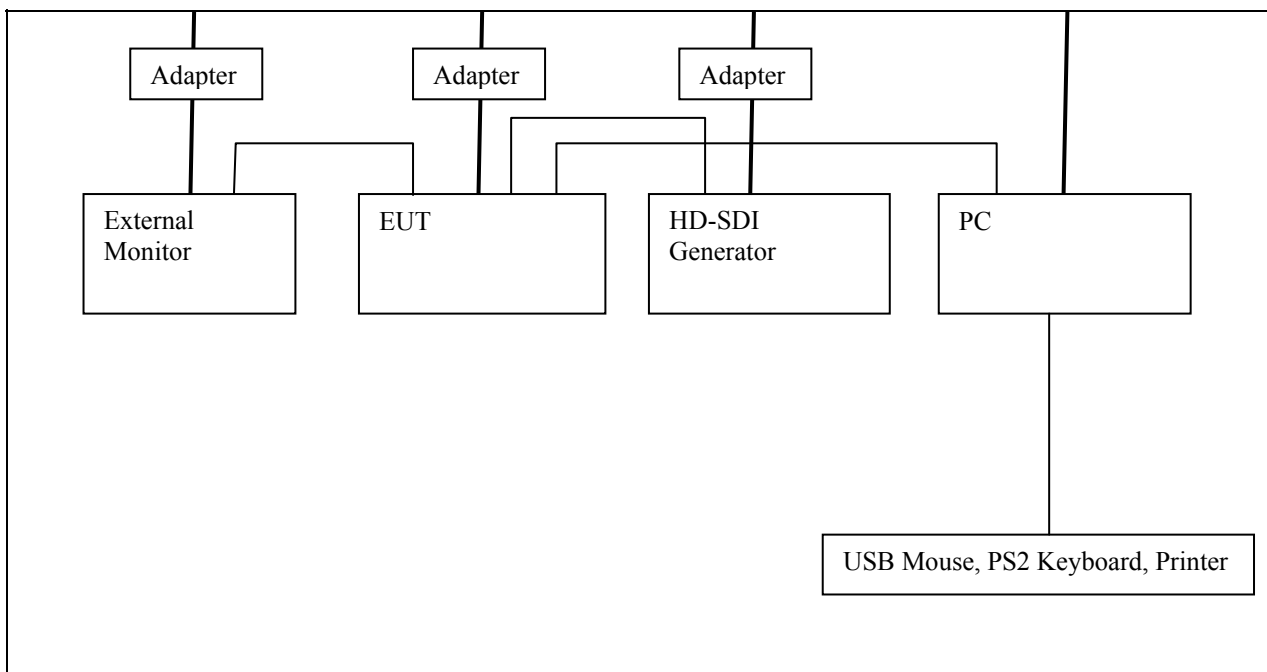 Adapter
Adapter
Adapter
External
Monitor
EUT
HD-SDI
Generator
PC
USB Mouse, PS2 Keyboard, Printer